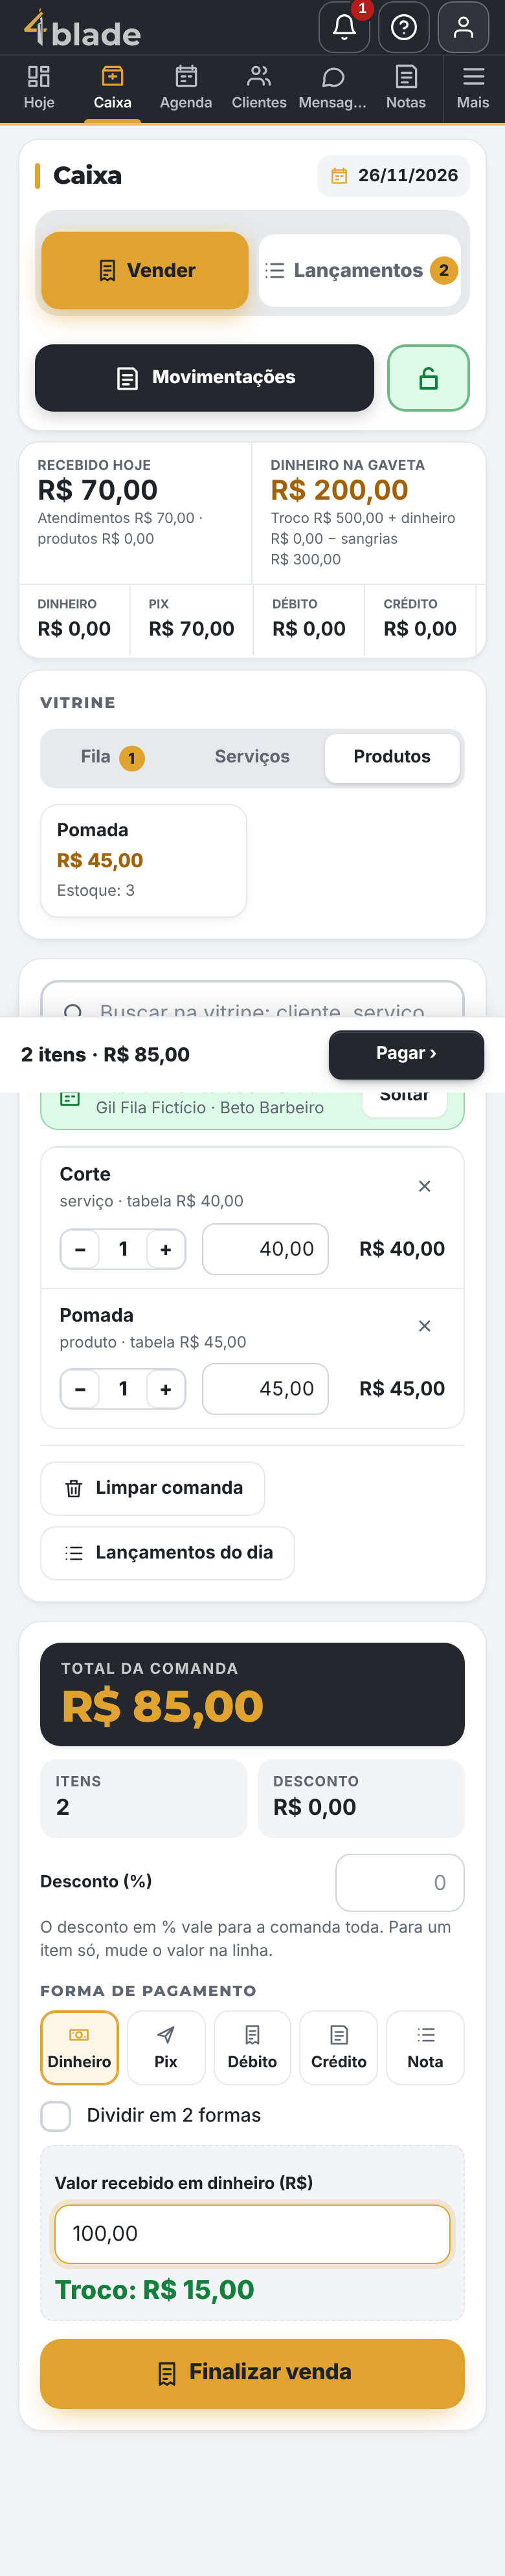 4blade
1
Hoje
Caixa
Agenda
Clientes
Mensag...
Notas
Mais
Caixa
26/11/2026
Vender
Lançamentos 2
Movimentações
RECEBIDO HOJE
R$ 70,00
Atendimentos R$ 70,00 ·
produtos R$ 0,00
DINHEIRO NA GAVETA
R$ 200,00
Troco R$ 500,00 + dinheiro
R$ 0,00 − sangrias
R$ 300,00
DINHEIRO
R$ 0,00
PIX
R$ 70,00
DÉBITO
R$ 0,00
CRÉDITO
R$ 0,00
VITRINE
Fila 1
Serviços
Produtos
Pomada
R$ 45,00
Estoque: 3
Buscar na vitrine: cliente, serviço
2 itens · R$ 85,00
Pagar ›
Gil Fila Fictício · Beto Barbeiro
Soltar
Corte
serviço · tabela R$ 40,00
×
− 1 +
40,00
R$ 40,00
Pomada
produto · tabela R$ 45,00
×
− 1 +
45,00
R$ 45,00
Limpar comanda
Lançamentos do dia
TOTAL DA COMANDA
R$ 85,00
ITENS
2
DESCONTO
R$ 0,00
Desconto (%)
0
O desconto em % vale para a comanda toda. Para um
item só, mude o valor na linha.
FORMA DE PAGAMENTO
Dinheiro
Pix
Débito
Crédito
Nota
Dividir em 2 formas
Valor recebido em dinheiro (R$)
100,00
Troco: R$ 15,00
Finalizar venda